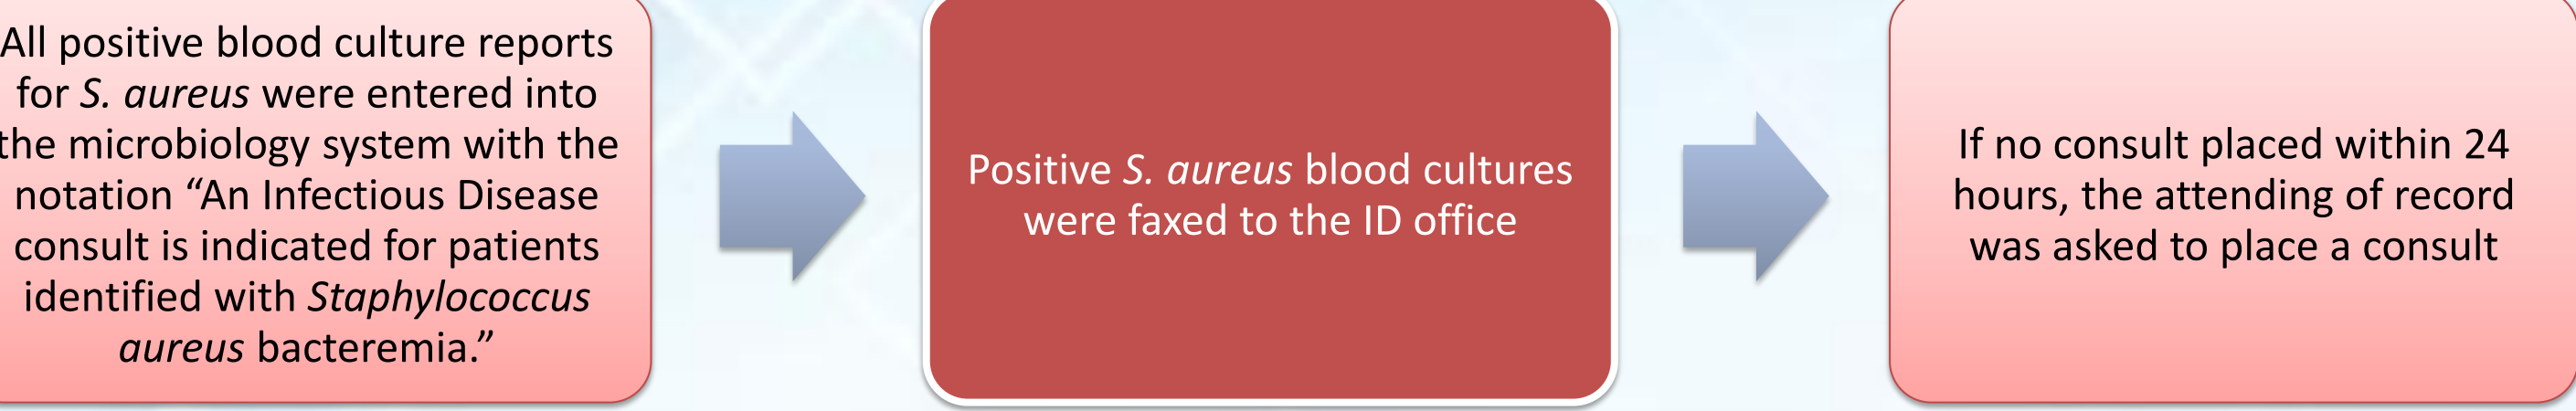 All positive blood culture reports
for S. aureus were entered into
the microbiology system with the
notation “An Infectious Disease
consult is indicated for patients
identified with Staphylococcus
aureus bacteremia.”
Positive S. aureus blood cultures
were faxed to the ID office
If no consult placed within 24
hours, the attending of record
was asked to place a consult